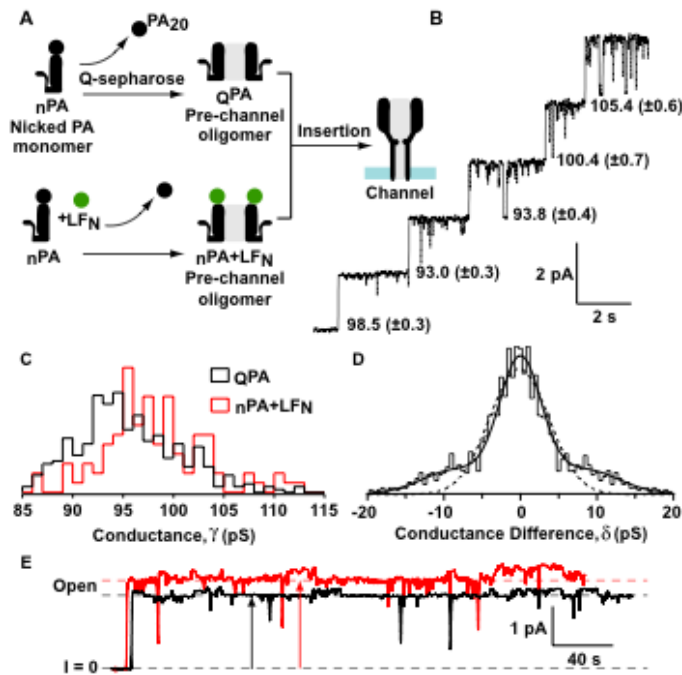 A
PA20
Q-sepharose
nPA
Nicked PA
monomer
QPA
Pre-channel
oligomer
Insertion
Channel
+LFN
nPA
nPA+LFN
Pre-channel
oligomer
B
105.4 (±0.6)
100.4 (±0.7)
93.8 (±0.4)
93.0 (±0.3)
98.5 (±0.3)
2 pA
2 s
C
QPA
nPA+LFN
85 90 95 100 105 110 115
Conductance, γ (pS)
D
-20 -10 0 10 20
Conductance Difference, δ (pS)
E
Open
I = 0
1 pA
40 s